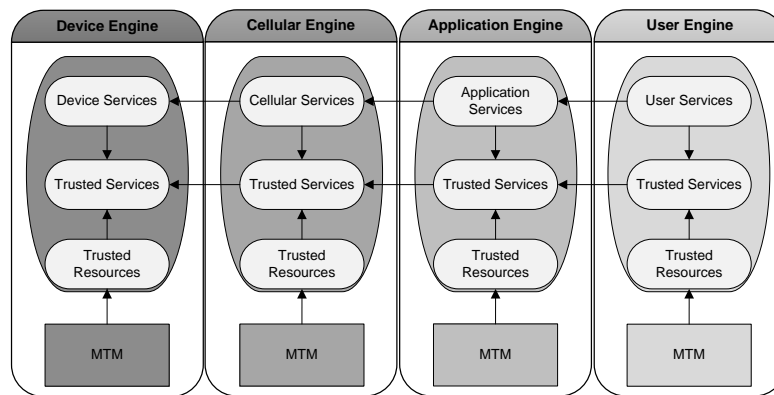 Device Engine
Cellular Engine
Application Engine
User Engine
Device Services
Cellular Services
Application
Services
User Services
Trusted Services
Trusted Services
Trusted Services
Trusted Services
Trusted
Resources
Trusted
Resources
Trusted
Resources
Trusted
Resources
MTM
MTM
MTM
MTM